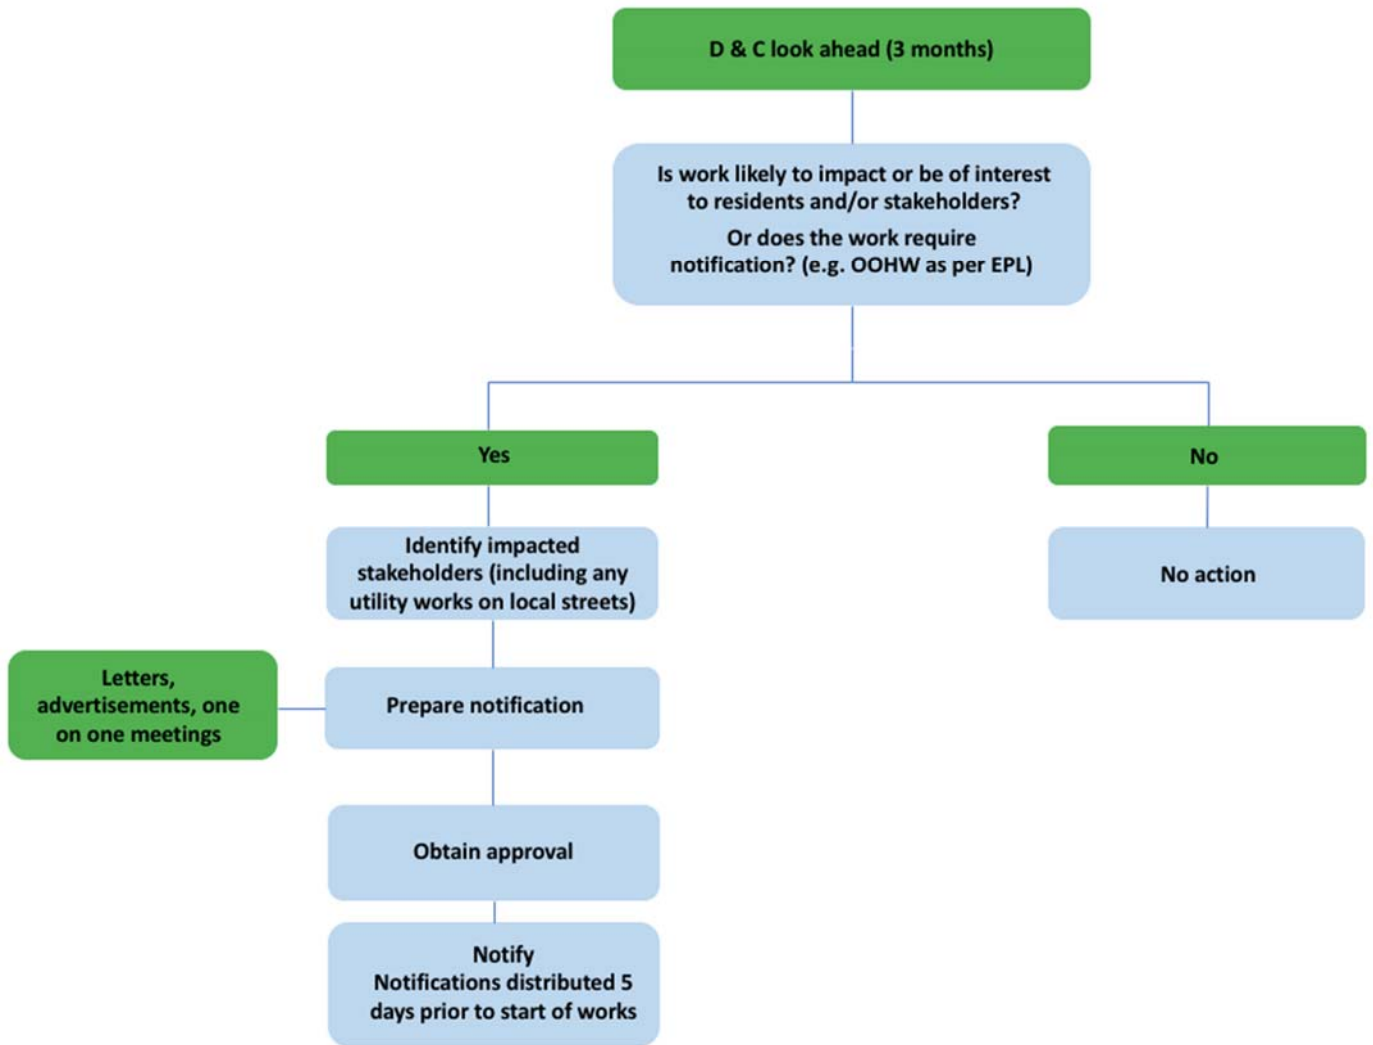 D & C look ahead (3 months)
Is work likely to impact or be of interest
to residents and/or stakeholders?
Or does the work require
notification? (e.g. OOHW as per EPL)
Yes
No
Identify impacted
stakeholders (including any
utility works on local streets)
No action
Letters,
advertisements, one
on one meetings
Prepare notification
Obtain approval
Notify
Notifications distributed 5
days prior to start of works